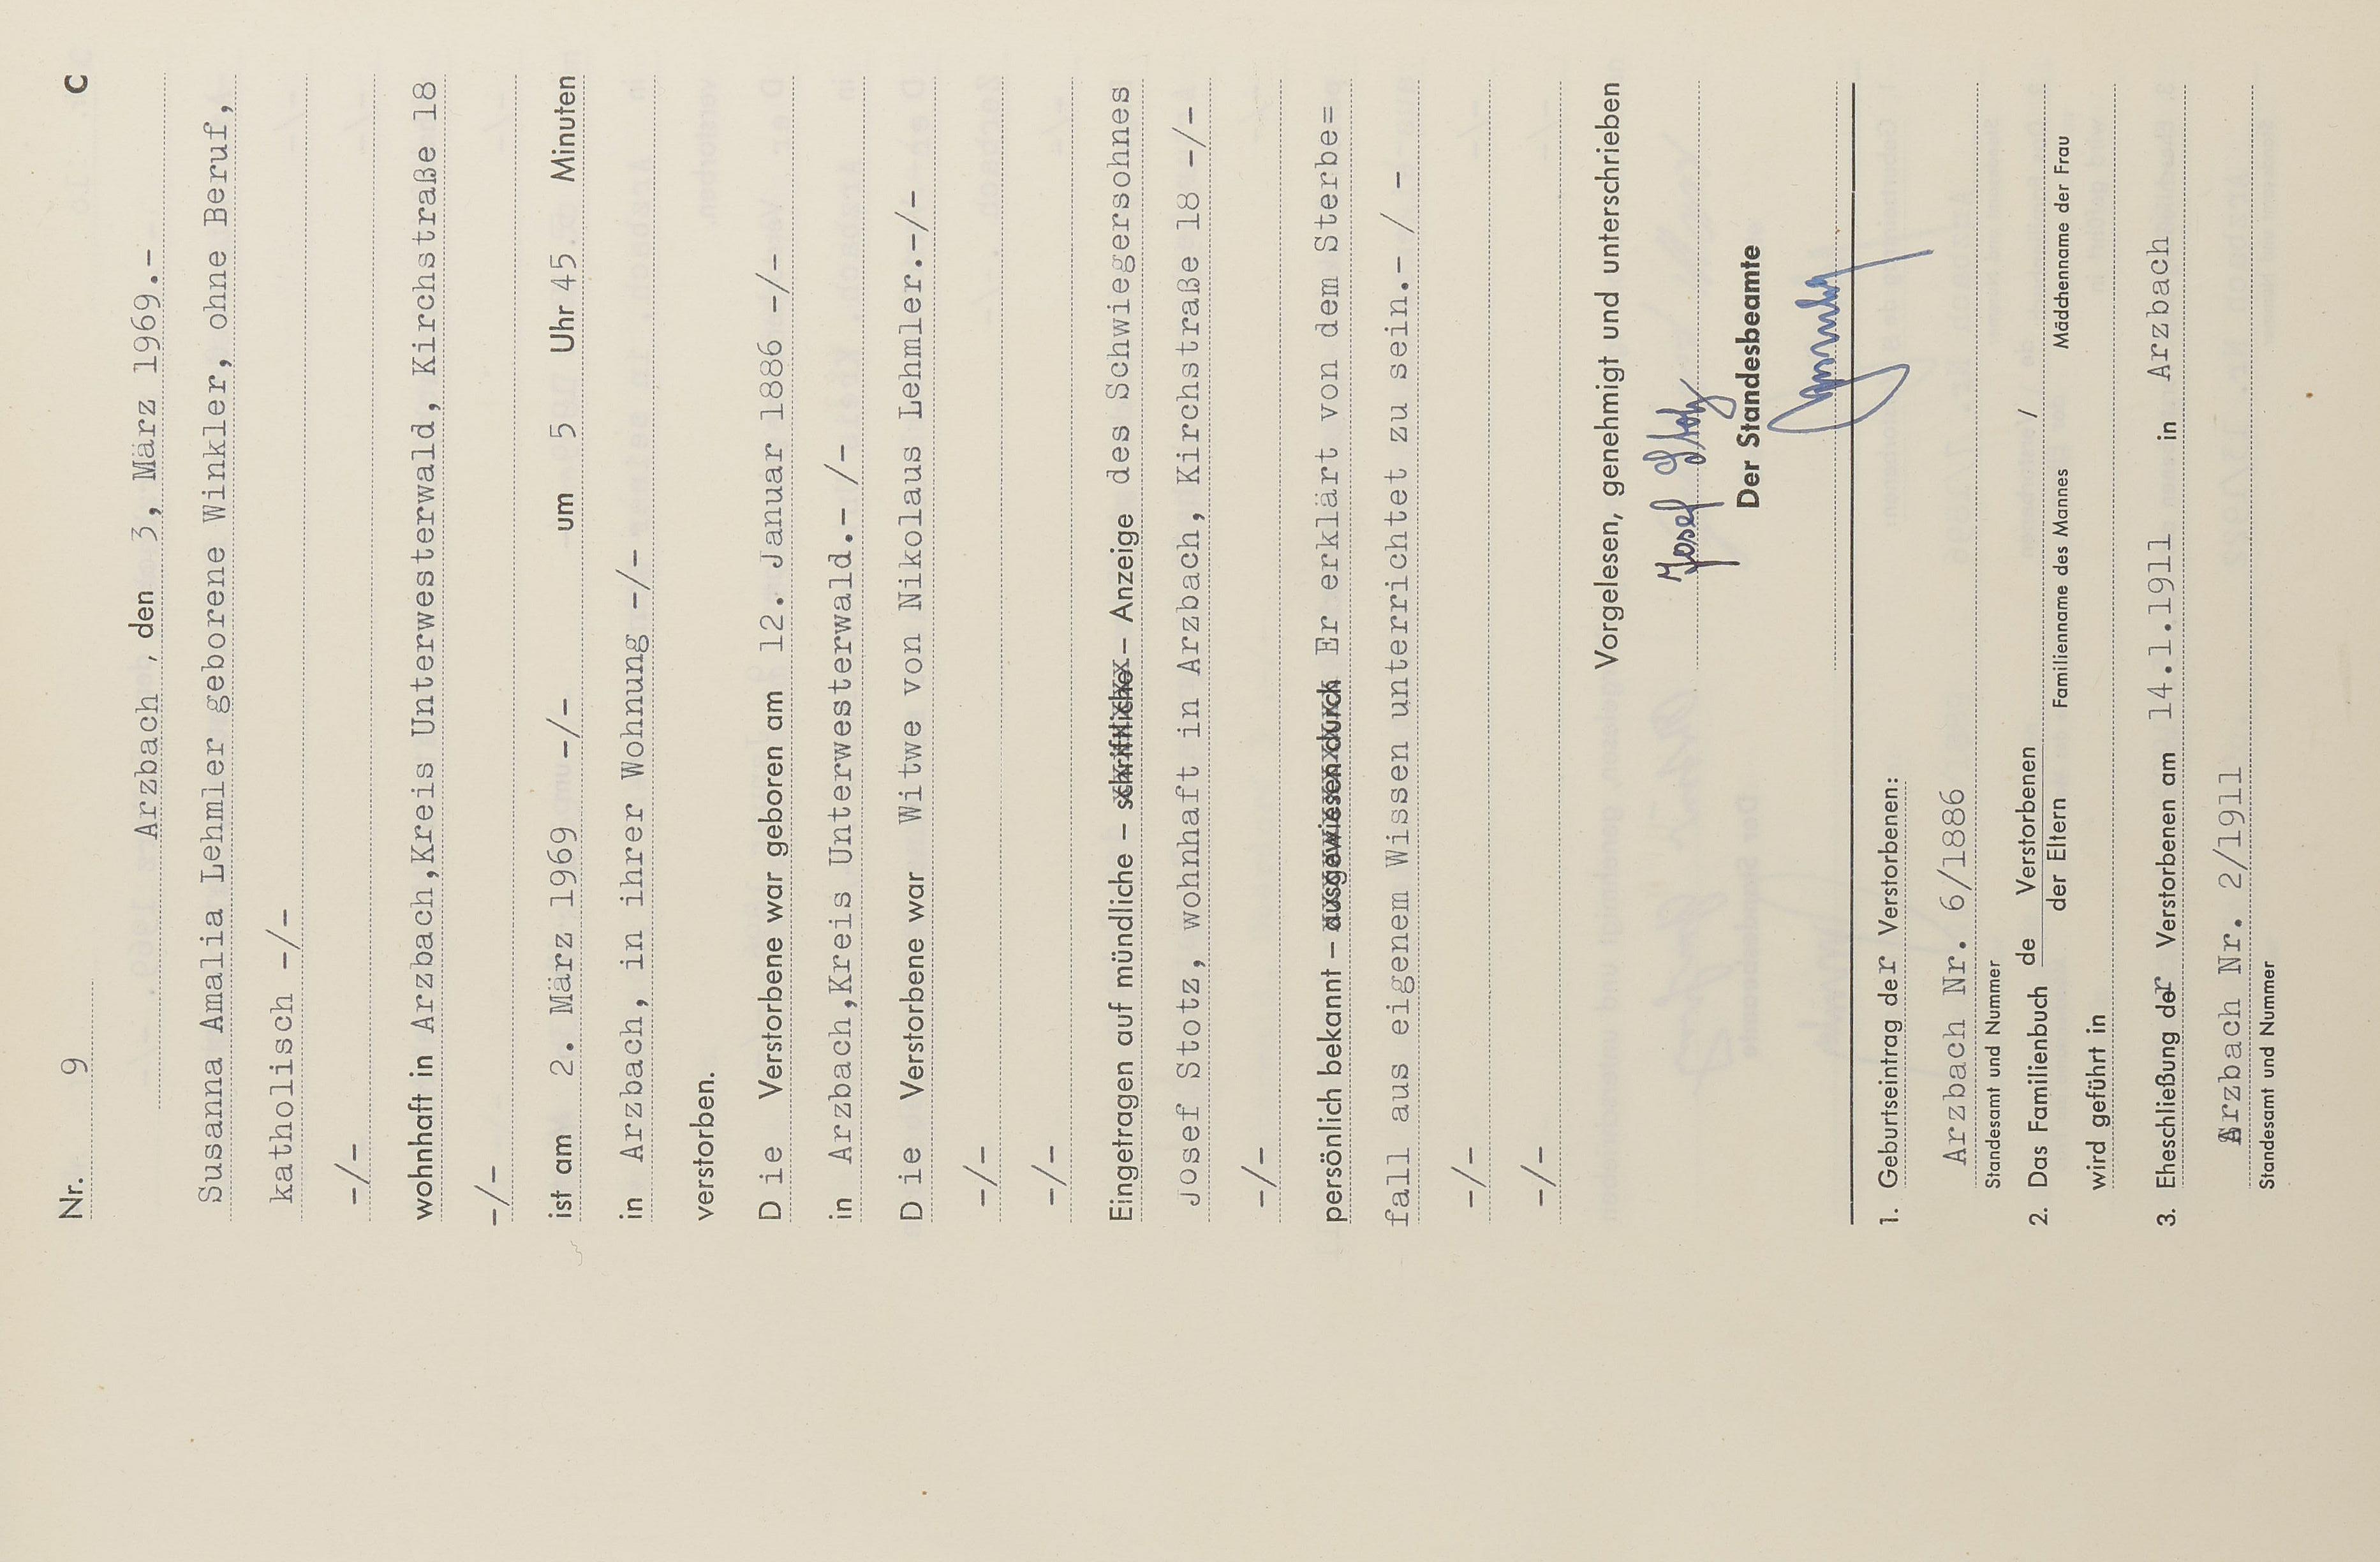 Nr. 9 C
Arzbach, den 3, März 1969.-
Susanna Amalia Lehmler geborene Winkler, ohne Beruf,
katholisch -/-
-/-
wohnhaft in Arzbach,Kreis Unterwesterwald, Kirchstraße 18
-/-
ist am 2. März 1969 -/- um 5 Uhr 45 Minuten
in Arzbach, in ihrer Wohnung -/-
verstorben.
D ie Verstorbene war geboren am 12. Januar 1886 -/-
in Arzbach,Kreis Unterwesterwald.- /-
D ie Verstorbene war Witwe von Nikolaus Lehmler.-/-
-/-
-/-
Eingetragen auf mündliche - schriftliche - Anzeige des Schwiegersohnes
Josef Stotz, wohnhaft in Arzbach, Kirchstraße 18 -/-
-/-
persönlich bekannt - ausgewiesen durch Er erklärt von dem Sterbe=
fall aus eigenem Wissen unterrichtet zu sein.- / -
-/-
-/-
Vorgelesen, genehmigt und unterschrieben
Josef Stotz
Der Standesbeamte
1. Geburtseintrag der Verstorbenen:
Arzbach Nr. 6/1886
Standesamt und Nummer
2. Das Familienbuch de Verstorbenen /
der Eltern Familienname des Mannes Mädchenname der Frau
wird geführt in
3. Eheschließung der Verstorbenen am 14.1.1911 in Arzbach
Arzbach Nr. 2/1911
Standesamt und Nummer